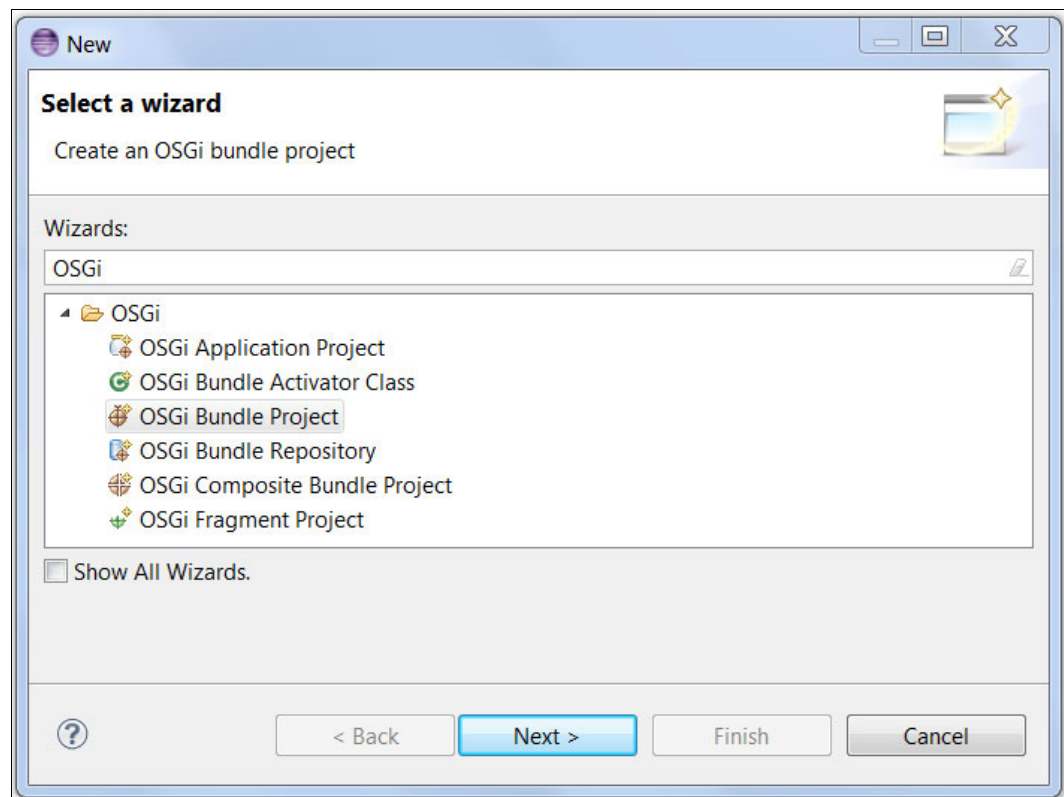 New
Select a wizard
Create an OSGi bundle project
Wizards:
OSGi
OSGi
OSGi Application Project
OSGi Bundle Activator Class
OSGi Bundle Project
OSGi Bundle Repository
OSGi Composite Bundle Project
OSGi Fragment Project
Show All Wizards.
? < Back Next > Finish Cancel